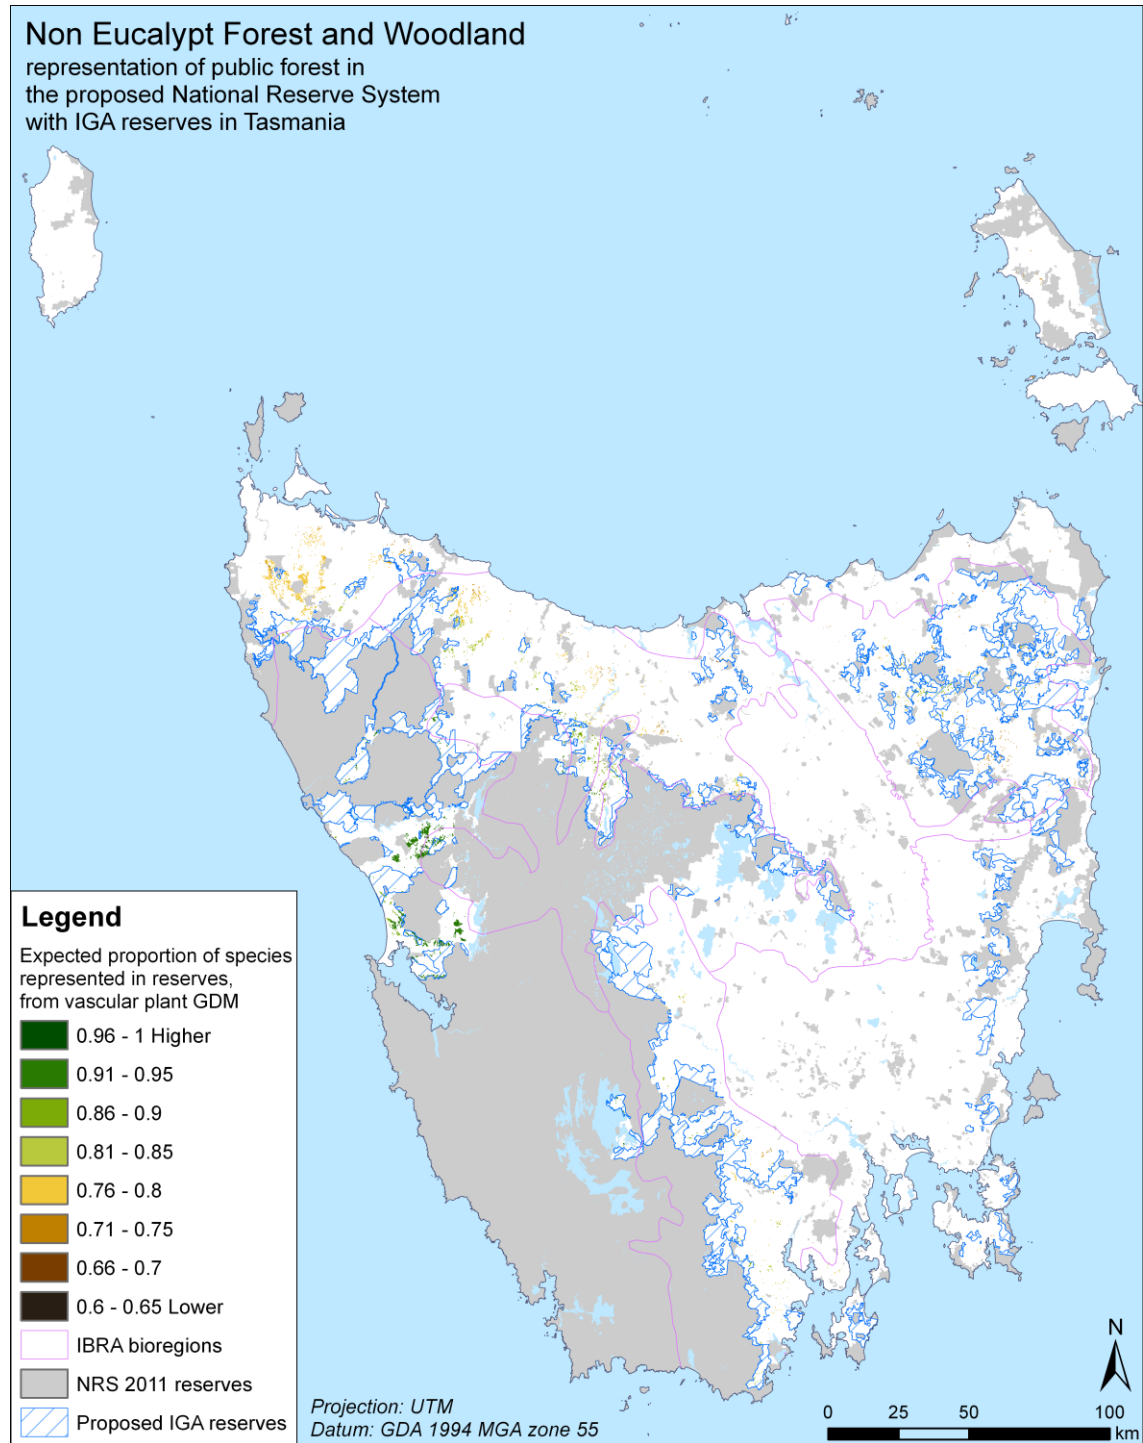 Non Eucalypt Forest and Woodland
representation of public forest in
the proposed National Reserve System
with IGA reserves in Tasmania
Legend
Expected proportion of species
represented in reserves,
from vascular plant GDM
0.96 - 1 Higher
0.91 - 0.95
0.86 - 0.9
0.81 - 0.85
0.76 - 0.8
0.71 - 0.75
0.66 - 0.7
0.6 - 0.65 Lower
IBRA bioregions
NRS 2011 reserves
Proposed IGA reserves
Projection: UTM
Datum: GDA 1994 MGA zone 55
N
0 25 50 100
km